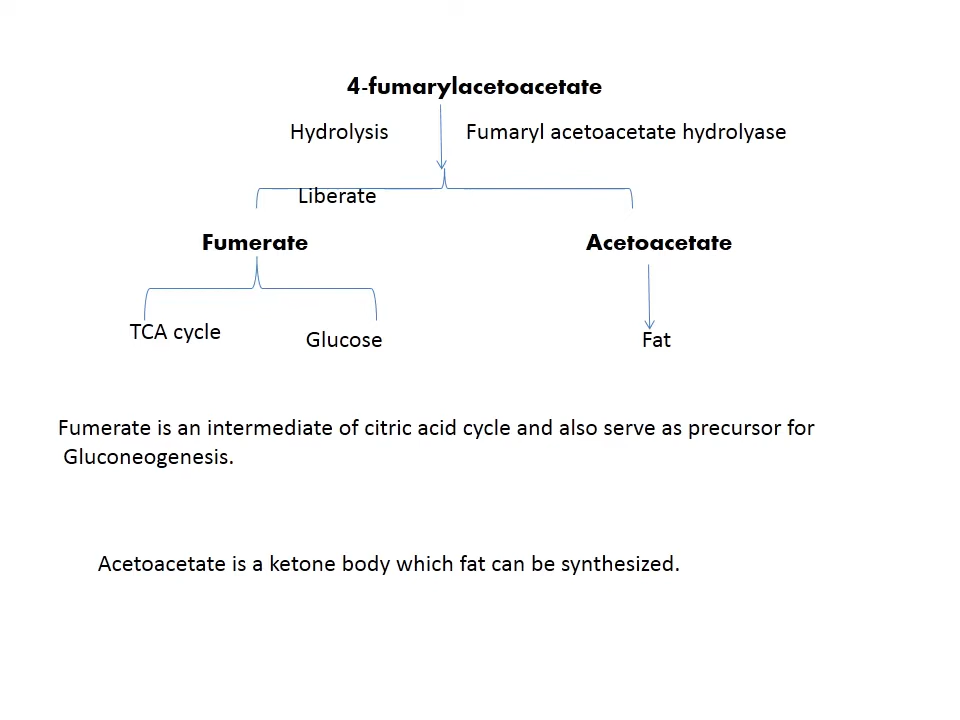 4-fumarylacetoacetate
Hydrolysis
Fumaryl acetoacetate hydrolyase
Liberate
Fumerate
Acetoacetate
TCA cycle
Glucose
Fat
Fumerate is an intermediate of citric acid cycle and also serve as precursor for
Gluconeogenesis.
Acetoacetate is a ketone body which fat can be synthesized.